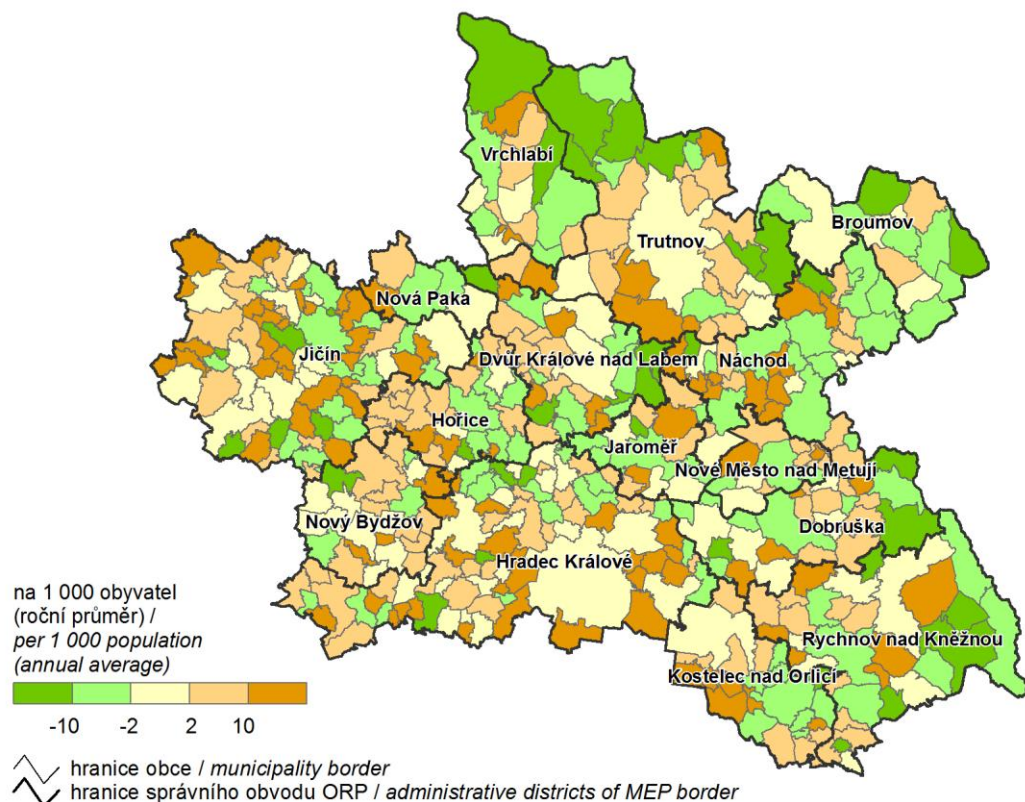 Vrchlabí
Trutnov
Broumov
Nová Paka
Jičín
Dvůr Králové nad Labem
Náchod
Hořice
Jaroměř
Nové Město nad Metují
Nový Bydžov
Hradec Králové
Dobruška
Rychnov nad Kněžnou
Kostelec nad Orlicí
na 1 000 obyvatel
(roční průměr) /
per 1 000 population
(annual average)
-10 -2 2 10
hranice obce / municipality border
hranice správního obvodu ORP / administrative districts of MEP border